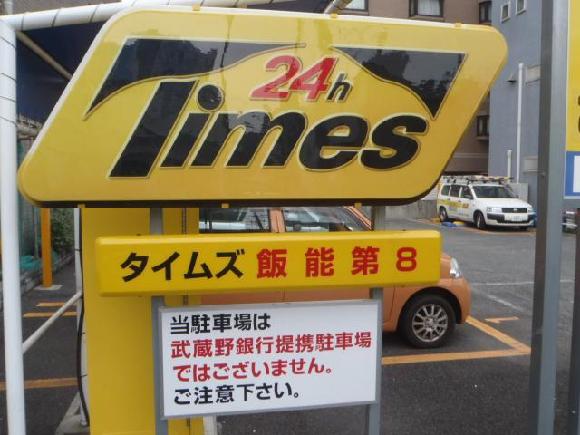 24h
Times
タイムズ 飯能第8
当駐車場は
武蔵野銀行提携駐車場
ではございません。
ご注意下さい。